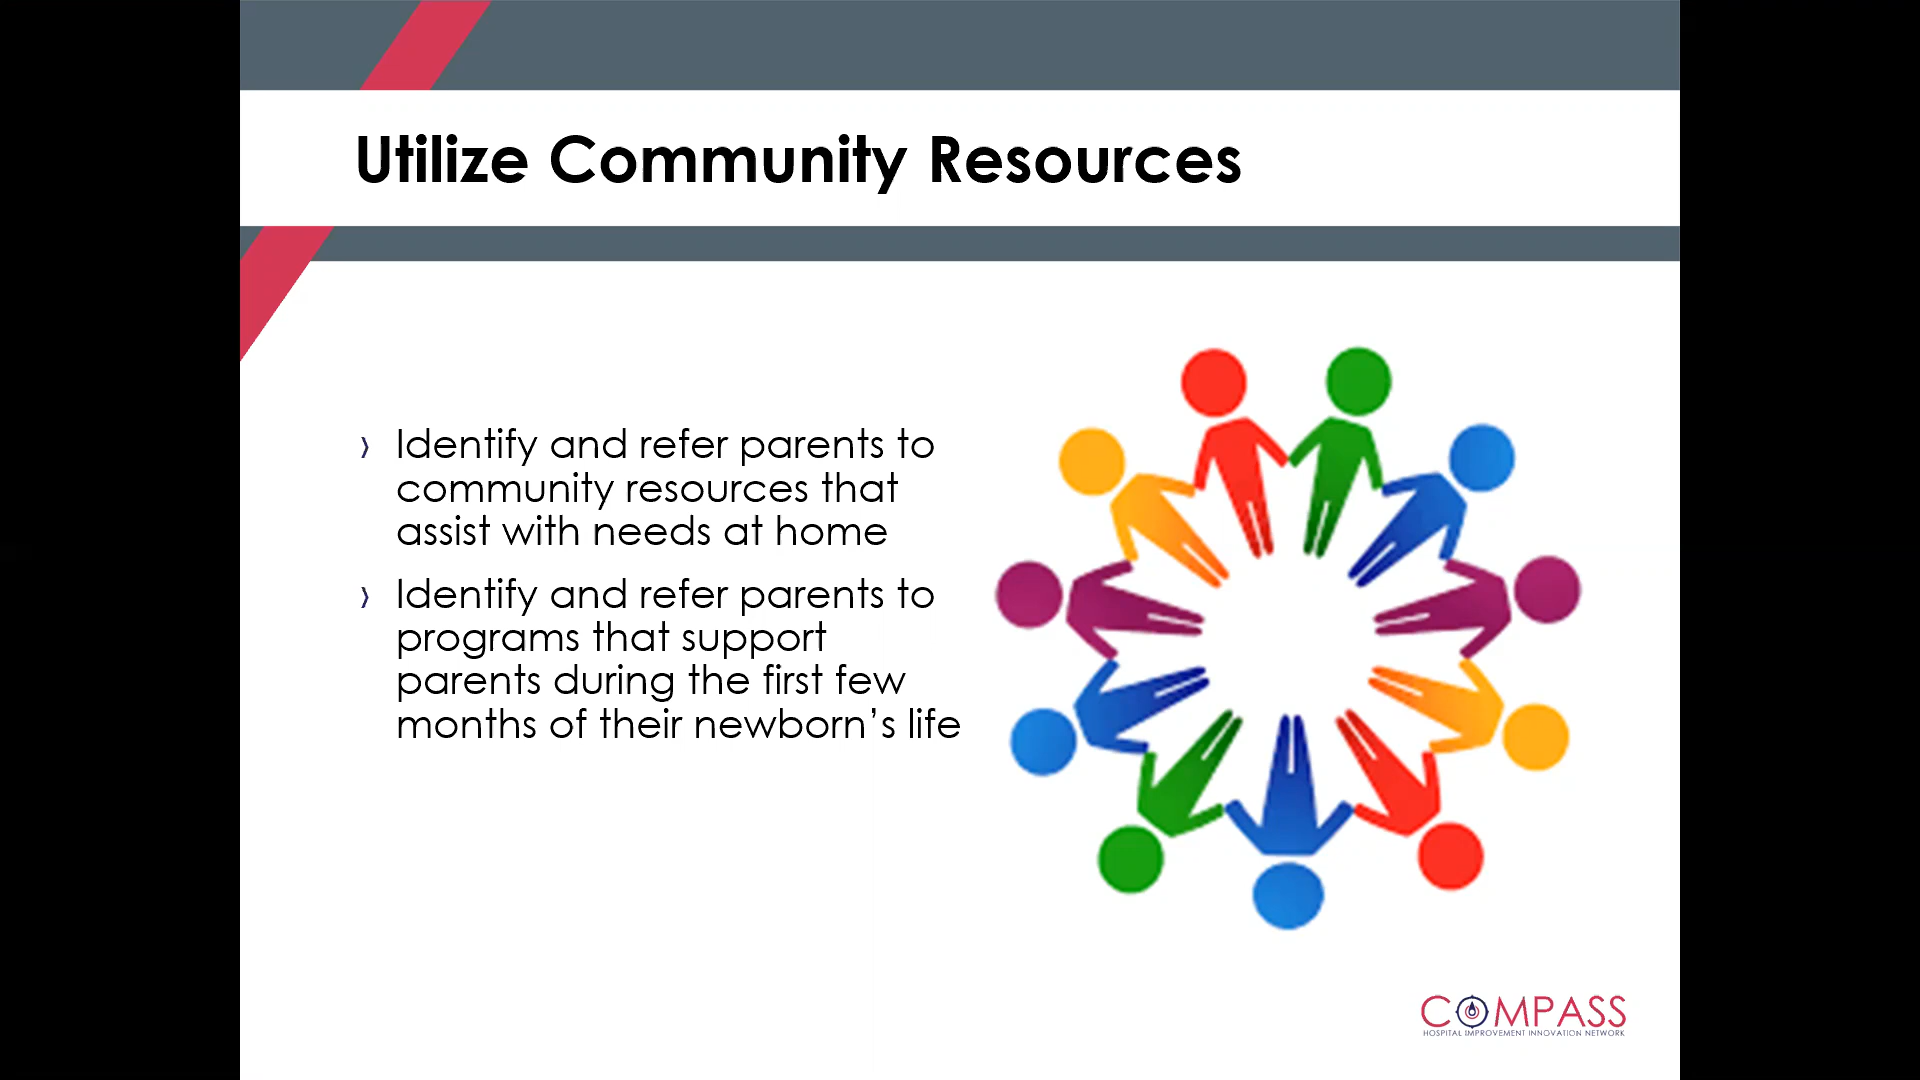 Utilize Community Resources
› Identify and refer parents to
community resources that
assist with needs at home
› Identify and refer parents to
programs that support
parents during the first few
months of their newborn’s life
COMPASS
HOSPITAL IMPROVEMENT INNOVATION NETWORK